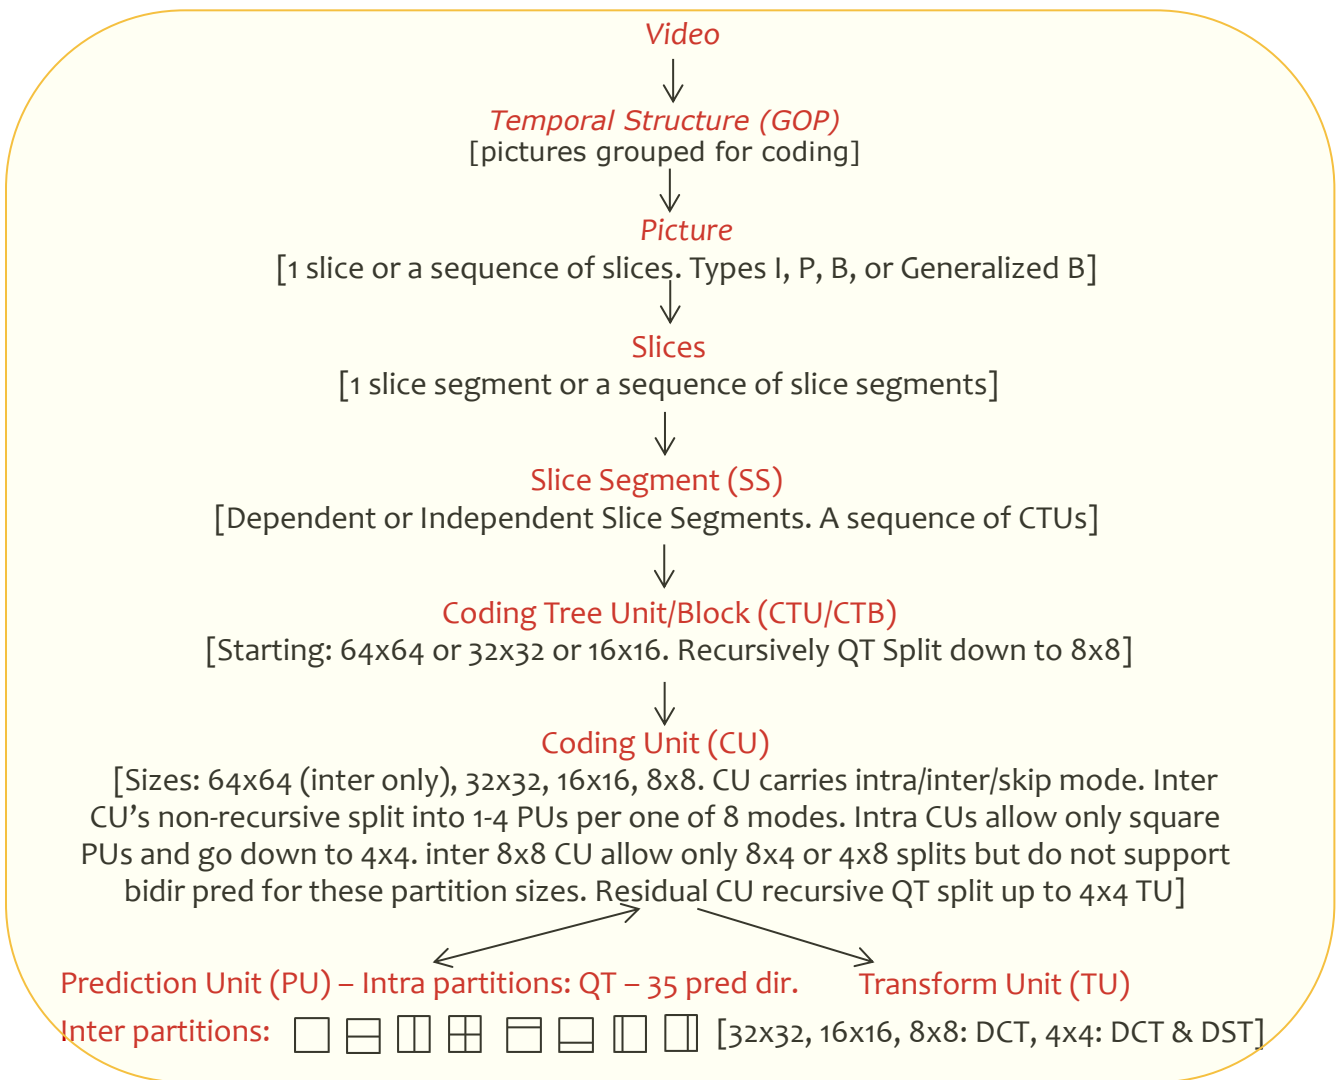 Video
Temporal Structure (GOP)
[pictures grouped for coding]
Picture
[1 slice or a sequence of slices. Types I, P, B, or Generalized B]
Slices
[1 slice segment or a sequence of slice segments]
Slice Segment (SS)
[Dependent or Independent Slice Segments. A sequence of CTUs]
Coding Tree Unit/Block (CTU/CTB)
[Starting: 64x64 or 32x32 or 16x16. Recursively QT Split down to 8x8]
Coding Unit (CU)
[Sizes: 64x64 (inter only), 32x32, 16x16, 8x8. CU carries intra/inter/skip mode. Inter
CU’s non-recursive split into 1-4 PUs per one of 8 modes. Intra CUs allow only square
PUs and go down to 4x4. inter 8x8 CU allow only 8x4 or 4x8 splits but do not support
bidir pred for these partition sizes. Residual CU recursive QT split up to 4x4 TU]
Prediction Unit (PU) – Intra partitions: QT – 35 pred dir.
Transform Unit (TU)
Inter partitions:
[32x32, 16x16, 8x8: DCT, 4x4: DCT & DST]